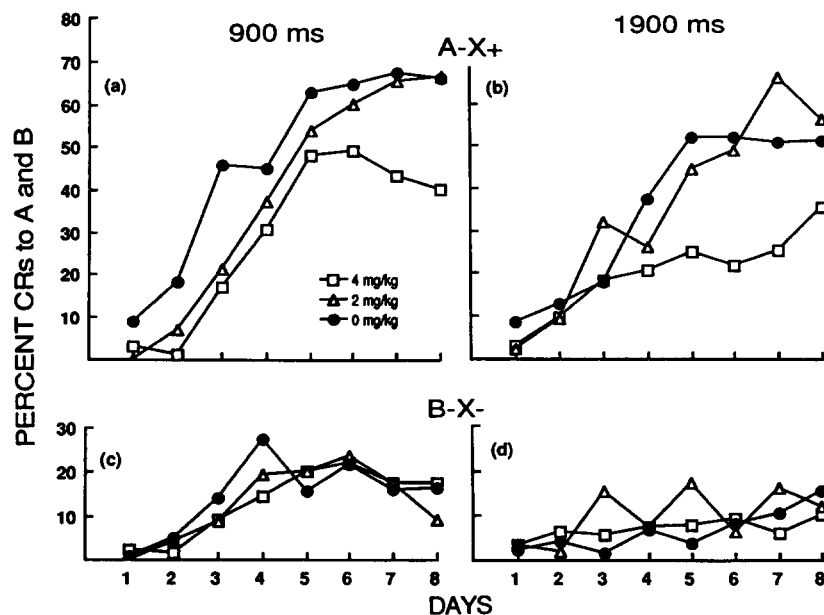 900 ms
1900 ms
A-X+
PERCENT CRs to A and B
80
70
60
50
40
30
20
10
(a)
(b)
4 mg/kg
2 mg/kg
0 mg/kg
B-X-
30
20
10
(c)
(d)
1 2 3 4 5 6 7 8
1 2 3 4 5 6 7 8
DAYS